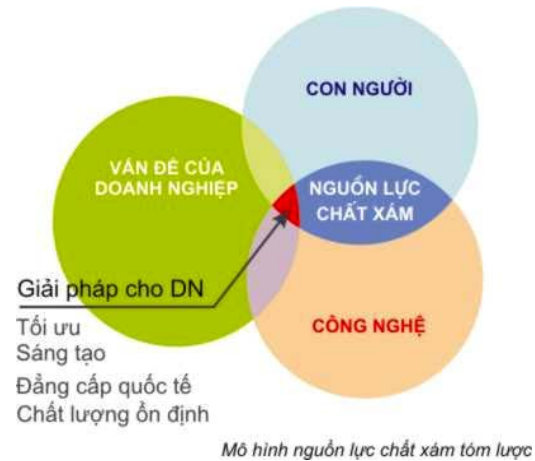 CON NGƯỜI
VẤN ĐỀ CỦA
DOANH NGHIỆP
NGUỒN LỰC
CHẤT XÁM
Giải pháp cho DN
Tối ưu
Sáng tạo
Đẳng cấp quốc tế
Chất lượng ổn định
CÔNG NGHỆ
Mô hình nguồn lực chất xám tóm lược